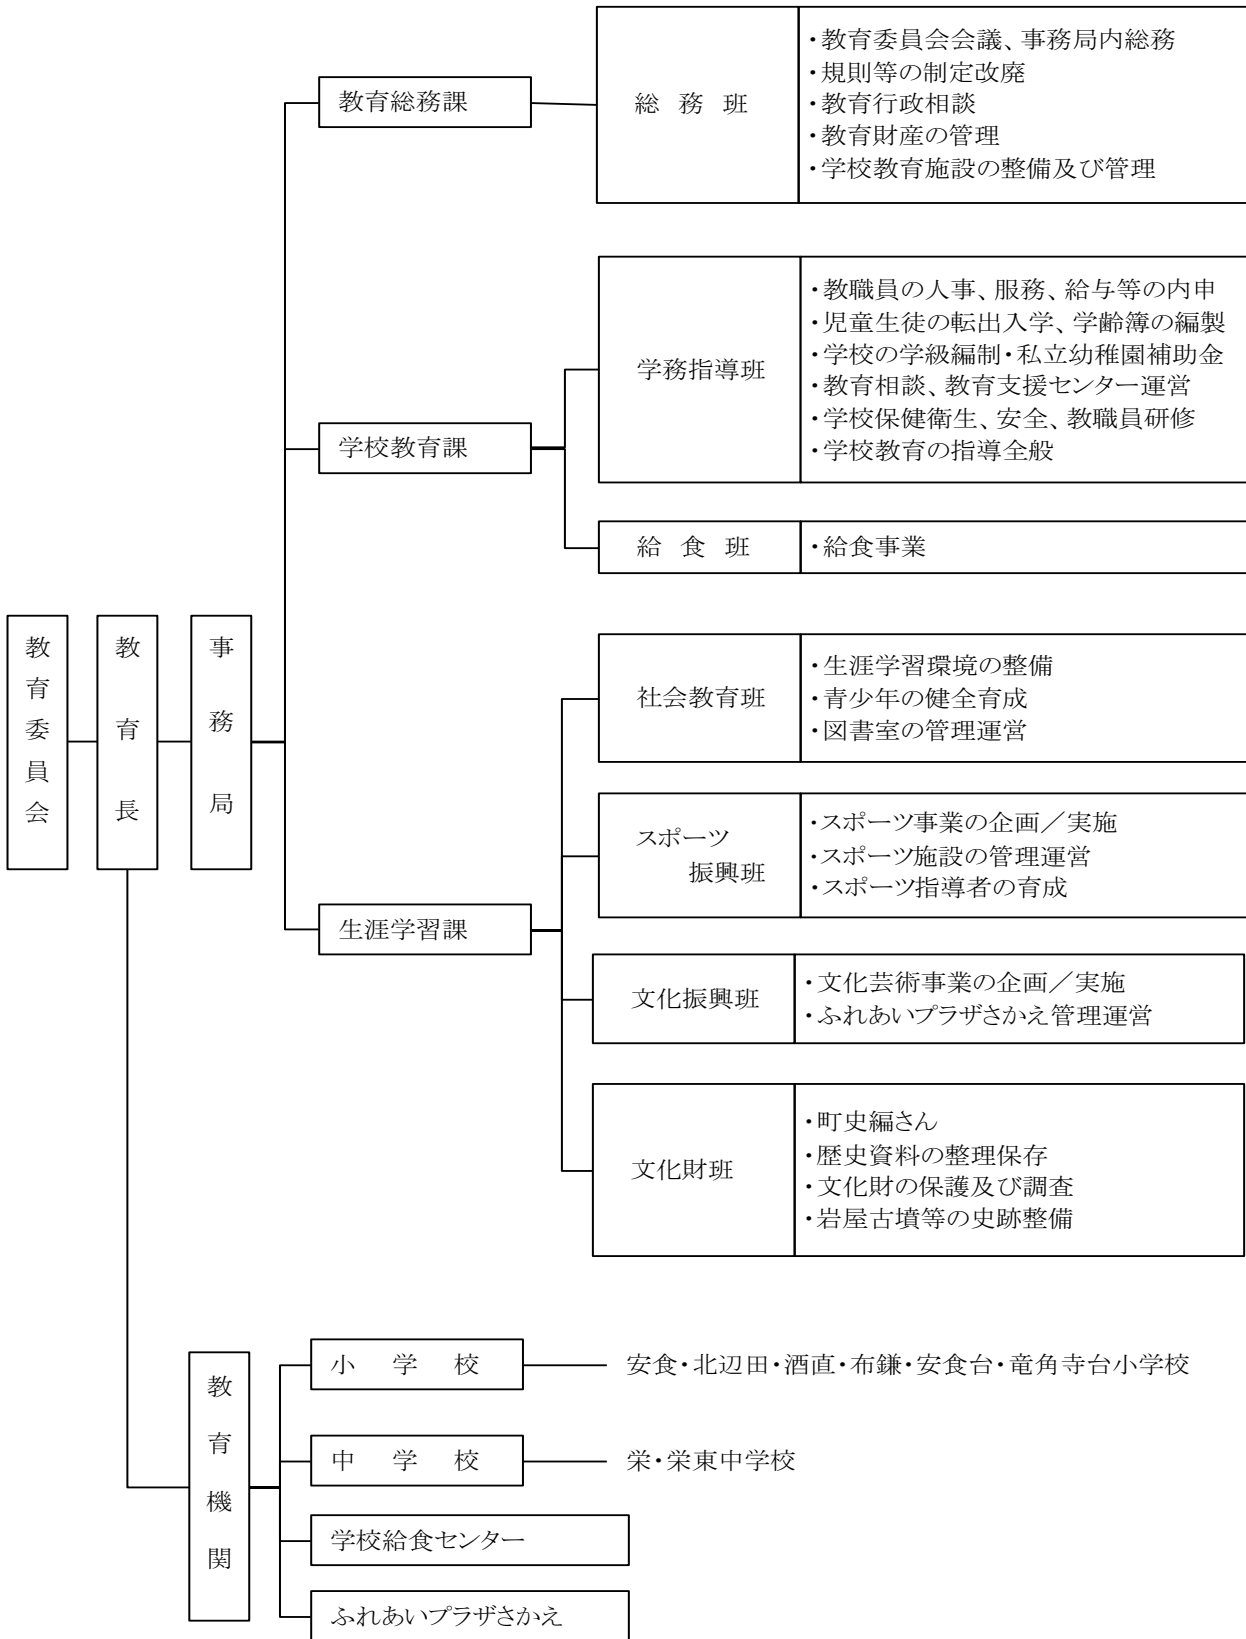 教育委員会
教育長
事務局
教育総務課
総務班
・教育委員会会議、事務局内総務
・規則等の制定改廃
・教育行政相談
・教育財産の管理
・学校教育施設の整備及び管理
学校教育課
学務指導班
・教職員の人事、服務、給与等の内申
・児童生徒の転出入学、学齢簿の編製
・学校の学級編制・私立幼稚園補助金
・教育相談、教育支援センター運営
・学校保健衛生、安全、教職員研修
・学校教育の指導全般
給食班
・給食事業
生涯学習課
社会教育班
・生涯学習環境の整備
・青少年の健全育成
・図書室の管理運営
スポーツ
振興班
・スポーツ事業の企画／実施
・スポーツ施設の管理運営
・スポーツ指導者の育成
文化振興班
・文化芸術事業の企画／実施
・ふれあいプラザさかえ管理運営
文化財班
・町史編さん
・歴史資料の整理保存
・文化財の保護及び調査
・岩屋古墳等の史跡整備
教育機関
小学校
安食・北辺田・酒直・布鎌・安食台・竜角寺台小学校
中学校
栄・栄東中学校
学校給食センター
ふれあいプラザさかえ